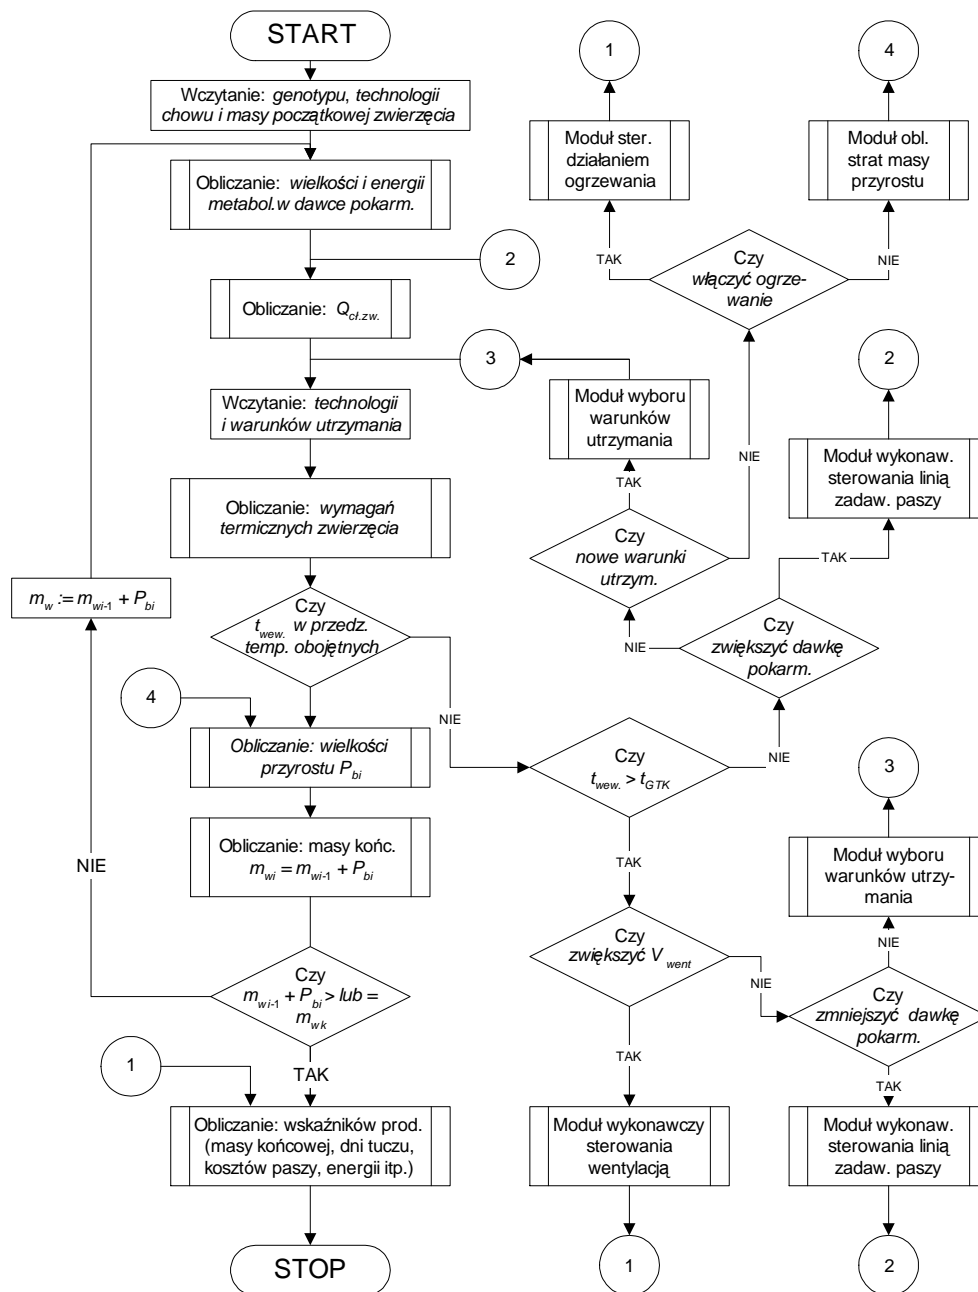 START
Wczytanie: genotypu, technologii
chowu i masy początkowej zwierzęcia
Obliczanie: wielkości i energii
metabol.w dawce pokarm.
2
Obliczanie: Qcł.zw.
3
Wczytanie: technologii
i warunków utrzymania
Obliczanie: wymagań
termicznych zwierzęcia
mw := mwi-1 + Pbi
Czy
twew. w przedz.
temp. obojętnych
NIE
4
Obliczanie: wielkości
przyrostu Pbi
Obliczanie: masy końc.
mwi = mwi-1 + Pbi
NIE
Czy
mwi-1 + Pbi > lub =
mwk
TAK
1
Obliczanie: wskaźników prod.
(masy końcowej, dni tuczu,
kosztów paszy, energii itp.)
STOP
1
4
Moduł ster.
działaniem
ogrzewania
Moduł obl.
strat masy
przyrostu
TAK
NIE
Czy
włączyć ogrze-
wanie
2
Moduł wyboru
warunków
utrzymania
NIE
Moduł wykonaw.
sterowania linią
zadaw. paszy
TAK
Czy
nowe warunki
utrzym.
TAK
NIE
Czy
zwiększyć dawkę
pokarm.
NIE
Czy
twew. > tGTK
3
TAK
Moduł wyboru
warunków utrzy-
mania
Czy
zwiększyć V went
NIE
NIE
Czy
zmniejszyć dawkę
pokarm.
TAK
TAK
Moduł wykonawczy
sterowania
wentylacją
Moduł wykonaw.
sterowania linią
zadaw. paszy
1
2